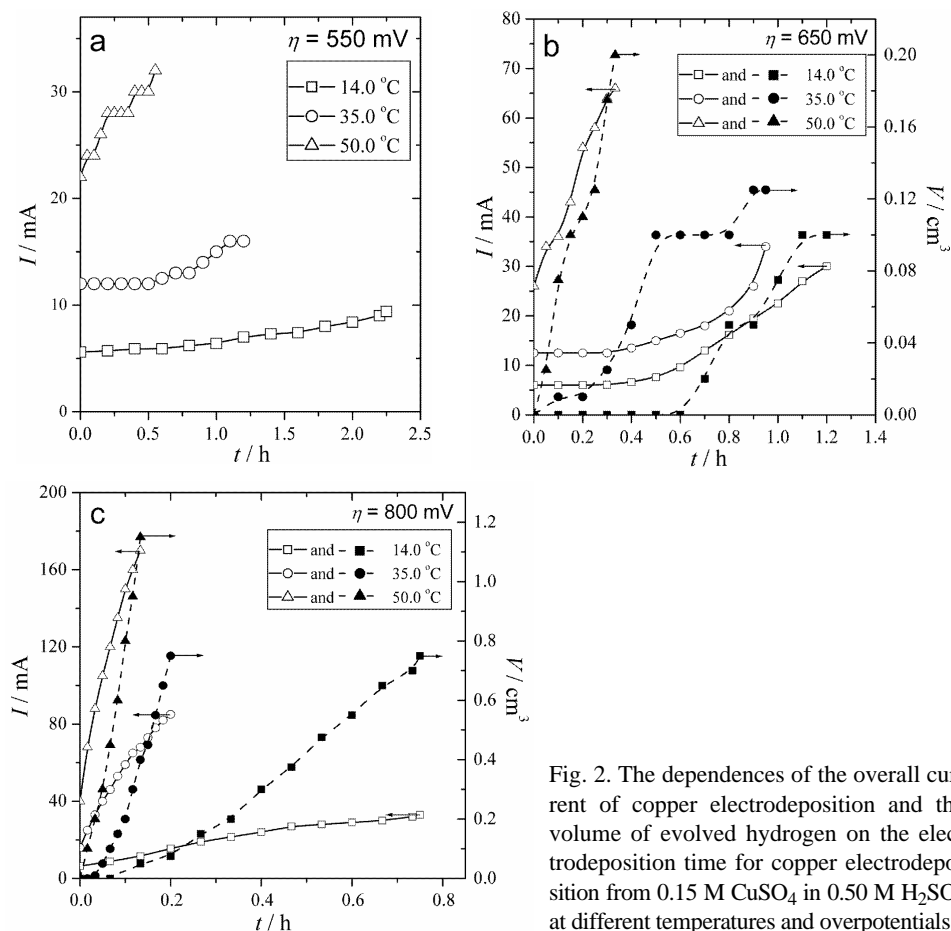 a
η = 550 mV
14.0 °C
35.0 °C
50.0 °C
30
20
10
0
I / mA
0.0 0.5 1.0 1.5 2.0 2.5
t / h
b
η = 650 mV
and 14.0 °C
and 35.0 °C
and 50.0 °C
80
70
60
50
40
30
20
10
0
I / mA
0.20
0.16
0.12
0.08
0.04
0.00
V / cm³
0.0 0.2 0.4 0.6 0.8 1.0 1.2 1.4
t / h
c
η = 800 mV
and 14.0 °C
and 35.0 °C
and 50.0 °C
200
160
120
80
40
0
I / mA
1.2
1.0
0.8
0.6
0.4
0.2
0.0
V / cm³
0.0 0.2 0.4 0.6 0.8
t / h
Fig. 2. The dependences of the overall cur
rent of copper electrodeposition and th
volume of evolved hydrogen on the elec
trodeposition time for copper electrodepo
sition from 0.15 M CuSO₄ in 0.50 M H₂SO
at different temperatures and overpotentials